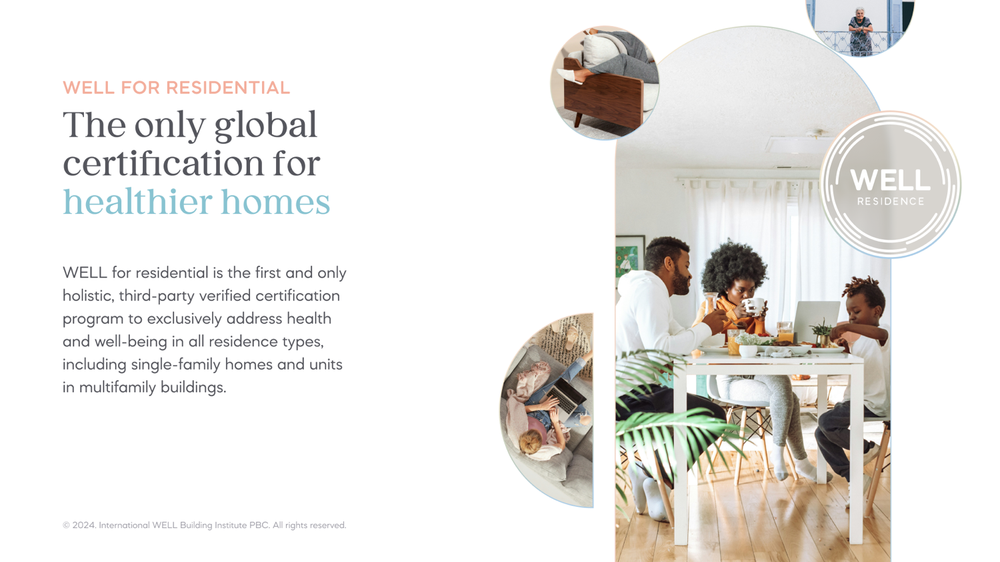 WELL FOR RESIDENTIAL
The only global
certification for
healthier homes
WELL for residential is the first and only
holistic, third-party verified certification
program to exclusively address health
and well-being in all residence types,
including single-family homes and units
in multifamily buildings.
© 2024. International WELL Building Institute PBC. All rights reserved.
WELL
RESIDENCE